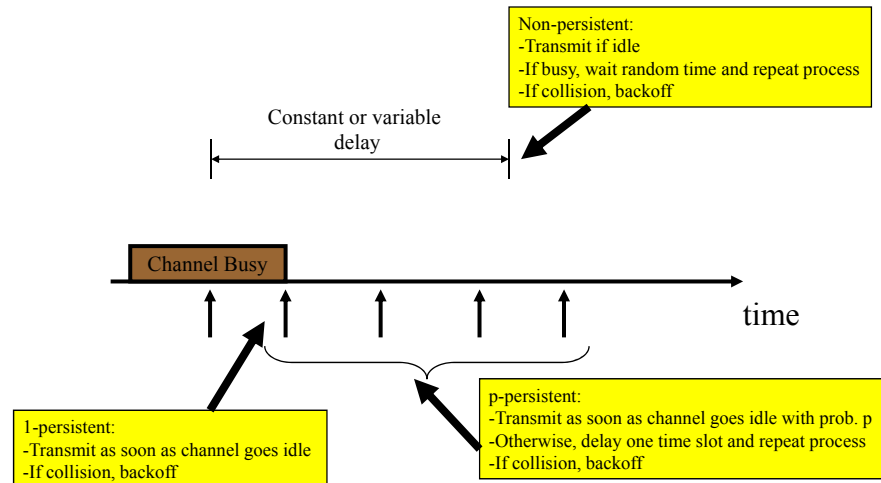 Non-persistent:
-Transmit if idle
-If busy, wait random time and repeat process
-If collision, backoff
Constant or variable
delay
Channel Busy
time
1-persistent:
-Transmit as soon as channel goes idle
-If collision, backoff
p-persistent:
-Transmit as soon as channel goes idle with prob. p
-Otherwise, delay one time slot and repeat process
-If collision, backoff